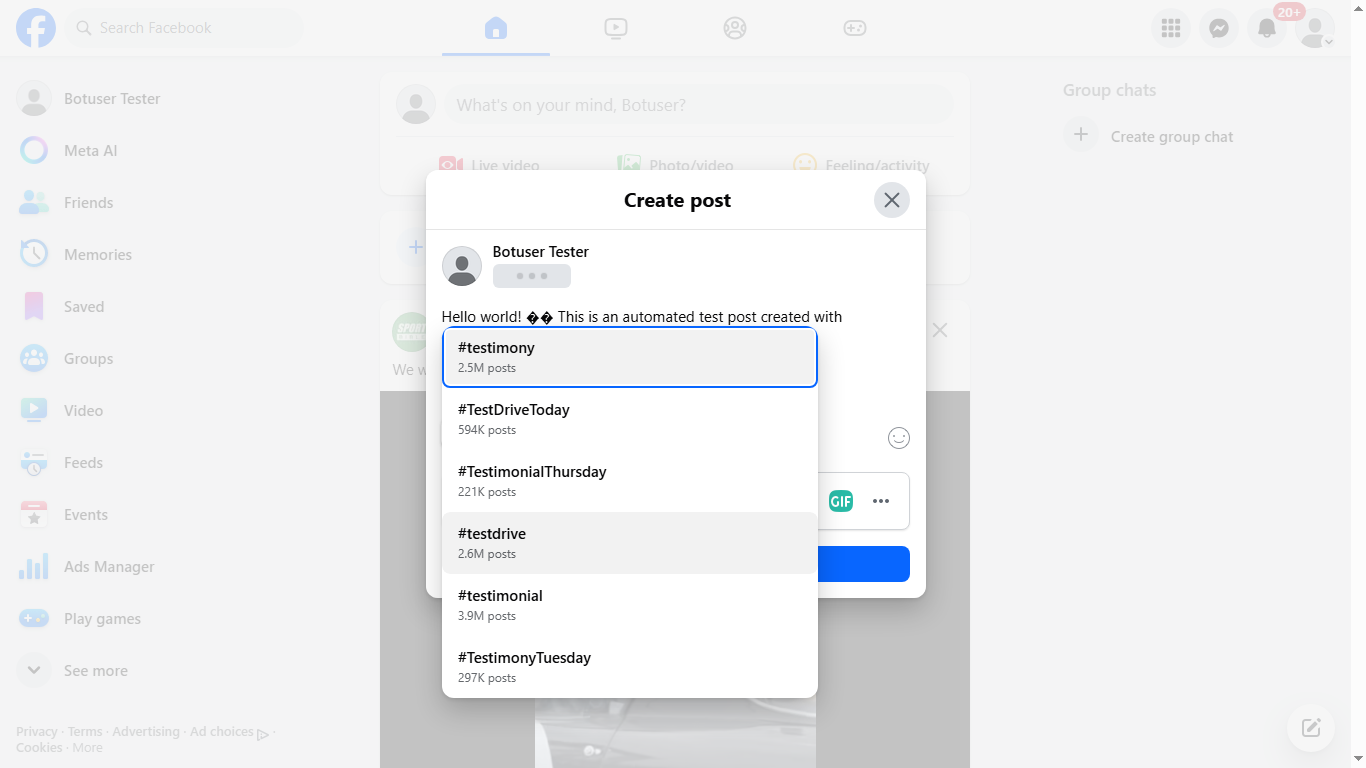 Search Facebook
20+
Botuser Tester
Meta AI
Friends
Memories
Saved
Groups
Video
Feeds
Events
Ads Manager
Play games
See more
Privacy · Terms · Advertising · Ad choices ·
Cookies · More
What's on your mind, Botuser?
Live video
Photo/video
Feeling/activity
SPORT
We w
Create post
Botuser Tester
Hello world! �� This is an automated test post created with
#testimony
2.5M posts
#TestDriveToday
594K posts
#TestimonialThursday
221K posts
#testdrive
2.6M posts
#testimonial
3.9M posts
#TestimonyTuesday
297K posts
GIF
Group chats
Create group chat